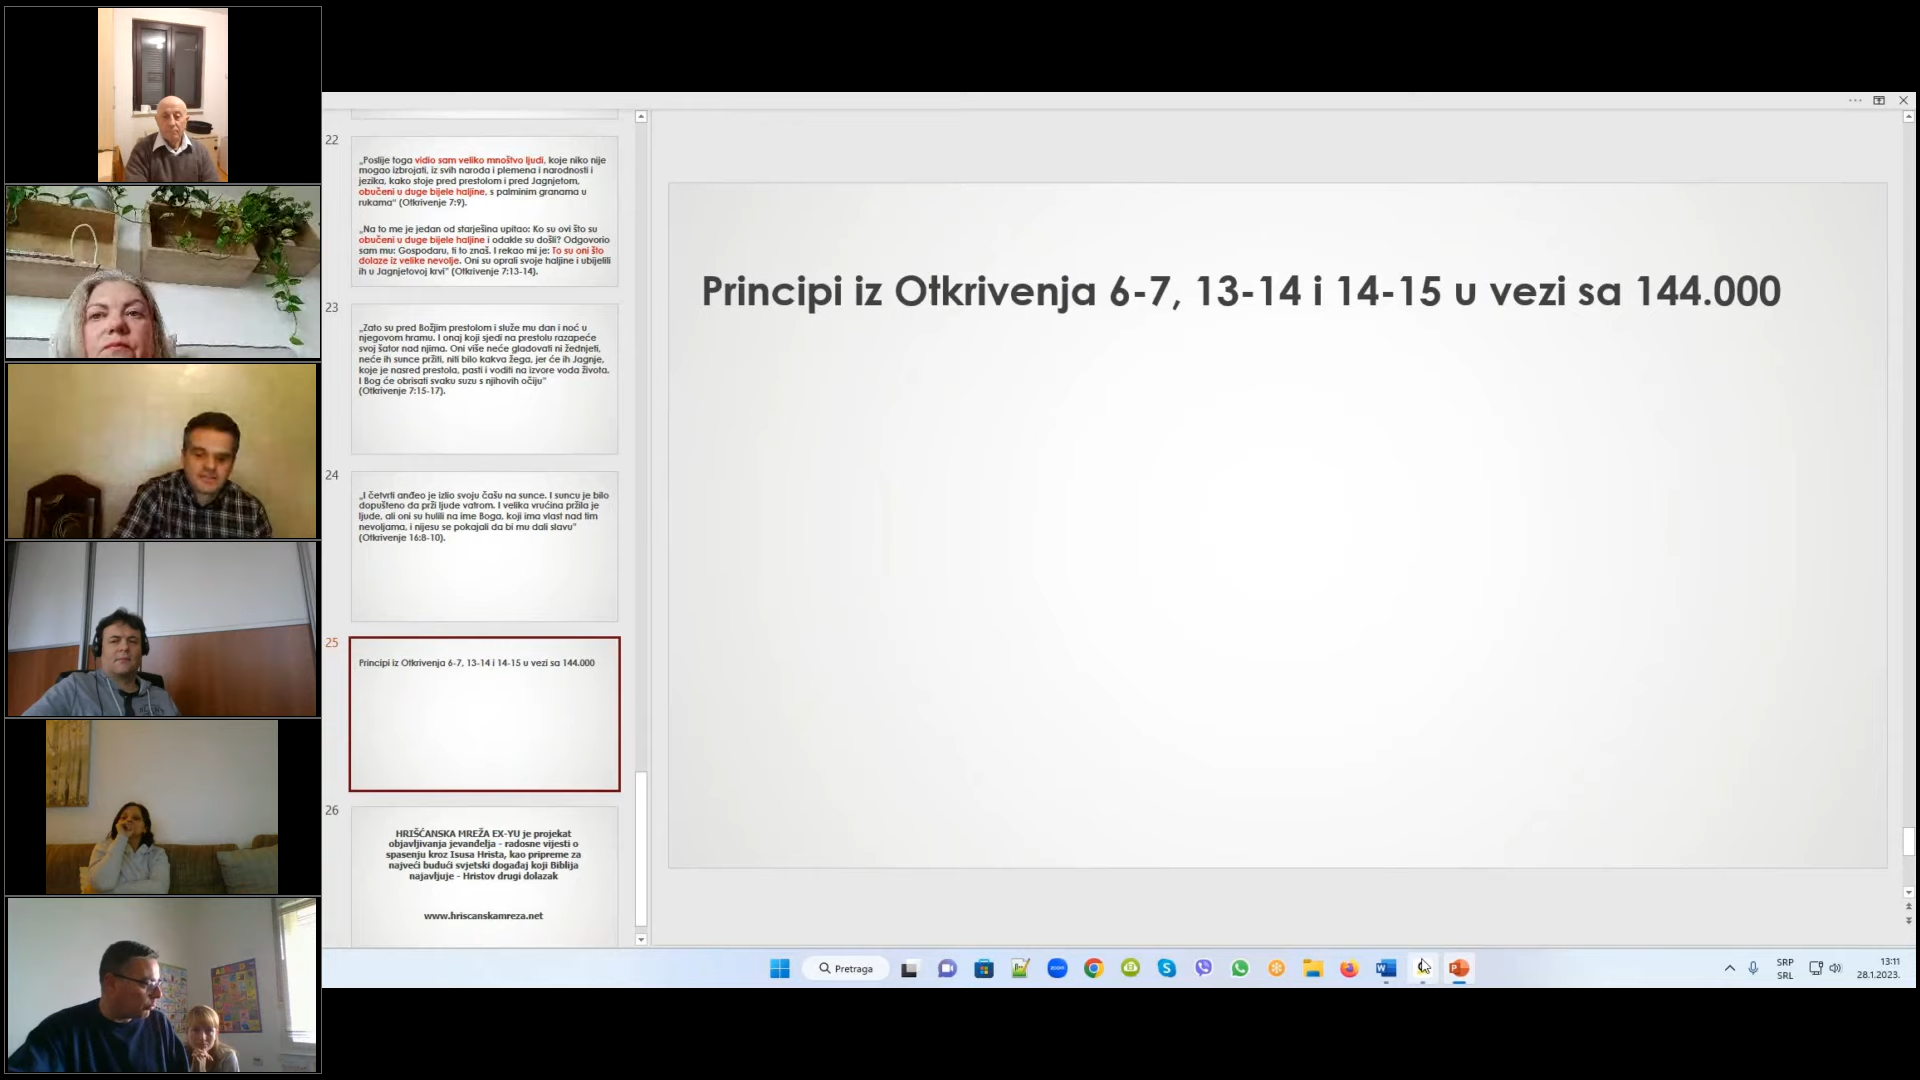 22
„Poslije toga vidio sam veliko mnoštvo ljudi, koje niko nije
mogao izbrojati, iz svih naroda i plemena i narodnosti i
jezika, kako stoje pred prestolom i pred Jagnjetom,
obučeni u duge bijele haljine, s palminim granama u
rukama“ (Otkrivenje 7:9).
„Na to me je jedan od starješina upitao: Ko su ovi što su
obučeni u duge bijele haljine i odakle su došli? Odgovorio
sam mu: Gospodaru, ti to znaš. I rekao mi je: To su oni što
dolaze iz velike nevolje. Oni su oprali svoje haljine i ubijelili
ih u Jagnjetovoj krvi“ (Otkrivenje 7:13-14).
23
„Zato su pred Božjim prestolom i služe mu dan i noć u
njegovom hramu. I onaj koji sjedi na prestolu razapeće
svoj šator nad njima. Oni više neće gladovati ni žednjeti,
neće ih sunce pržiti, niti bilo kakva žega, jer će ih Jagnje,
koje je nasred prestola, pasti i voditi na izvore voda života.
I Bog će obrisati svaku suzu s njihovih očiju“
(Otkrivenje 7:15-17).
24
„I četvrti anđeo je izlio svoju čašu na sunce. I suncu je bilo
dopušteno da prži ljude vatrom. I velika vrućina pržila je
ljude, ali oni su hulili na ime Boga, koji ima vlast nad tim
nevoljama, i nijesu se pokajali da bi mu dali slavu“
(Otkrivenje 16:8-10).
25
Principi iz Otkrivenja 6-7, 13-14 i 14-15 u vezi sa 144.000
26
HRIŠĆANSKA MREŽA EX-YU je projekat
objavljivanja jevanđelja - radosne vijesti o
spasenju kroz Isusa Hrista, kao pripreme za
najveći budući svjetski događaj koji Biblija
najavljuje - Hristov drugi dolazak
www.hriscanskamreza.net
Principi iz Otkrivenja 6-7, 13-14 i 14-15 u vezi sa 144.000
Pretraga
zoom
SRP
SRL
13:11
28.1.2023.